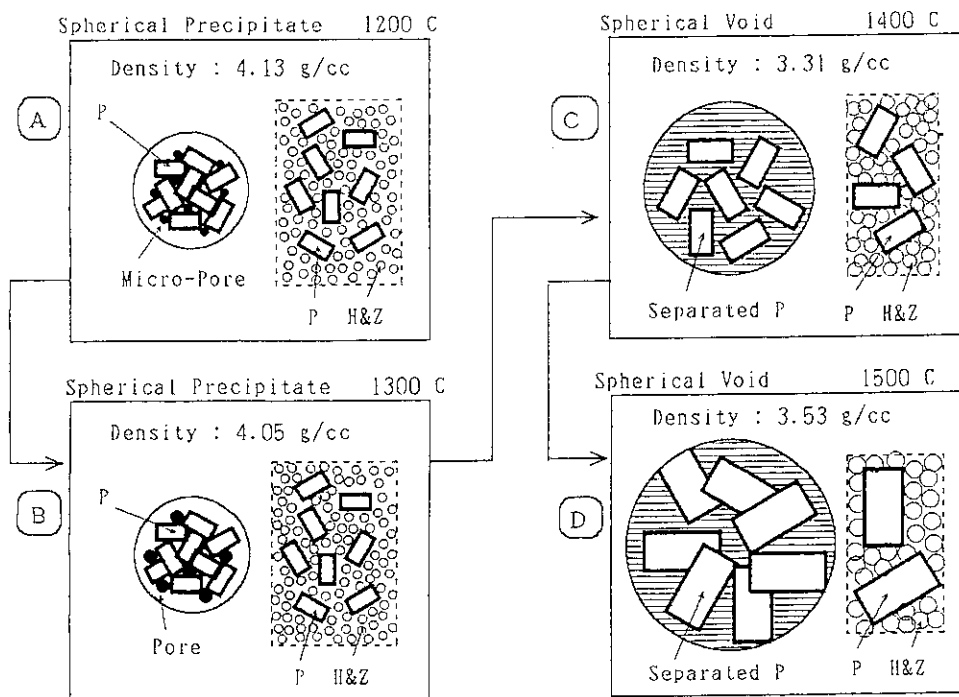 Spherical Precipitate 1200 C
Density : 4.13 g/cc
A
P
Micro-Pore
P H&Z
Spherical Precipitate 1300 C
Density : 4.05 g/cc
B
P
Pore
P H&Z
Spherical Void 1400 C
Density : 3.31 g/cc
C
Separated P
P H&Z
Spherical Void 1500 C
Density : 3.53 g/cc
D
Separated P
P H&Z